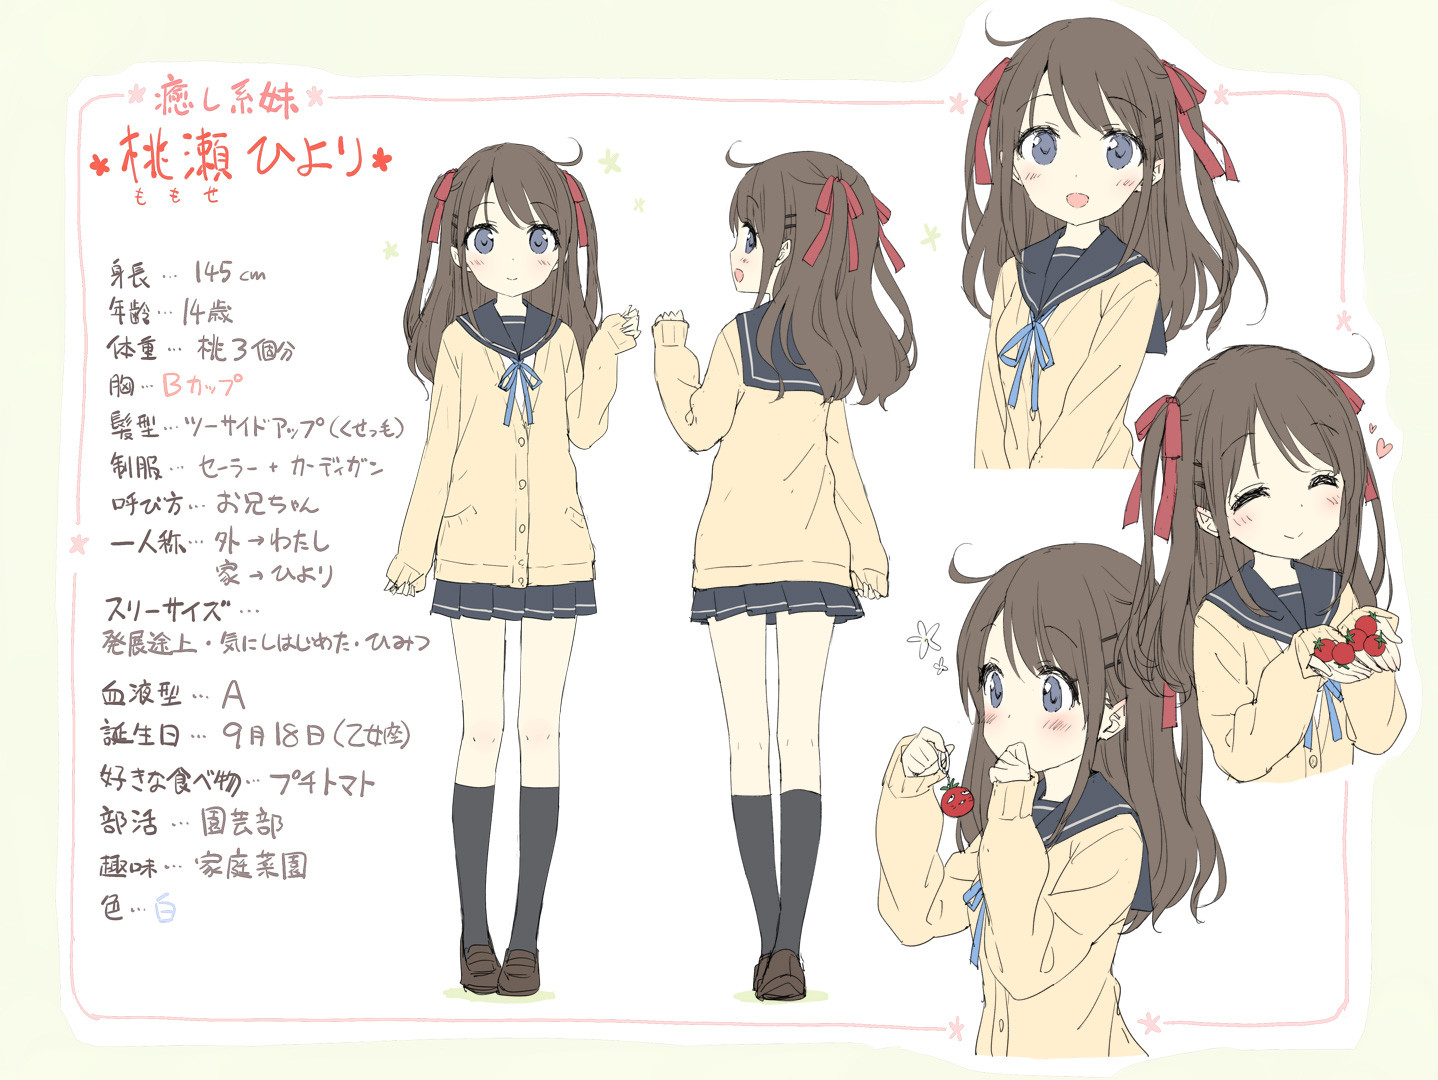 癒し系妹
桃瀬ひより
ももせ
身長…145cm
年齢…14歳
体重…桃3個分
胸…Bカップ
髪型…ツーサイドアップ(くせっも)
制服…セーラー+カーディガン
呼び方…お兄ちゃん
一人称…外→わたし
家→ひより
スリーサイズ…
発展途上・気にしはじめた・ひみつ
血液型…A
誕生日…9月18日(乙女座)
好きな食べ物…プチトマト
部活…園芸部
趣味…家庭菜園
色…白